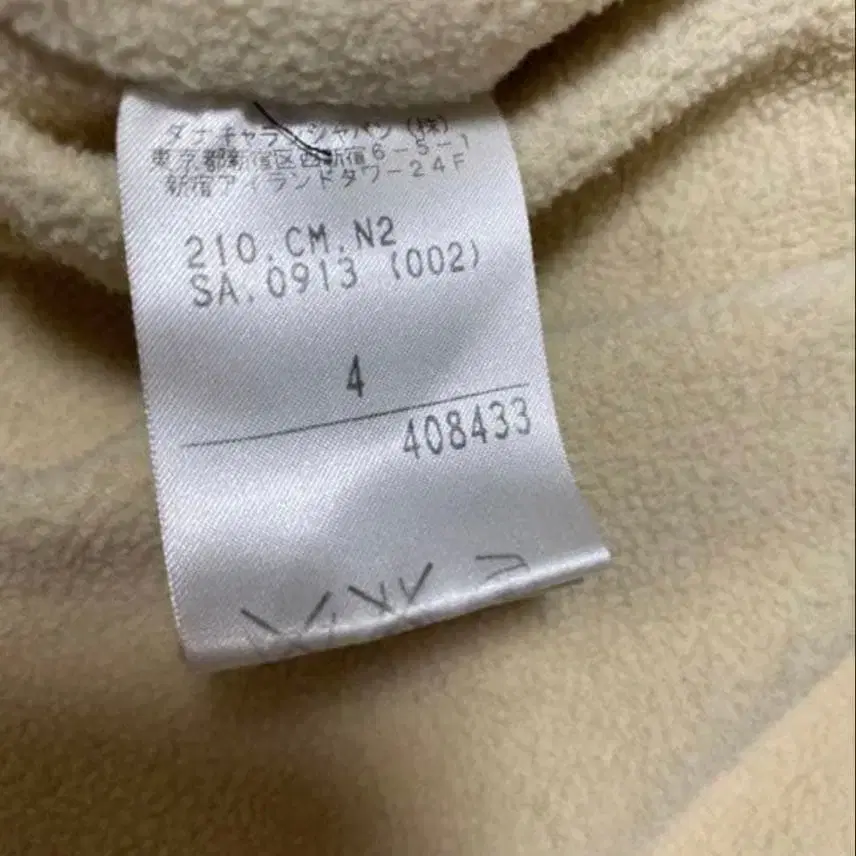 ダナ キャランジャパン(株)
東京都新宿区西新宿6-5-1
新宿アイランドタワー24F
210.CM.N2
SA.0913 (002)
4
408433